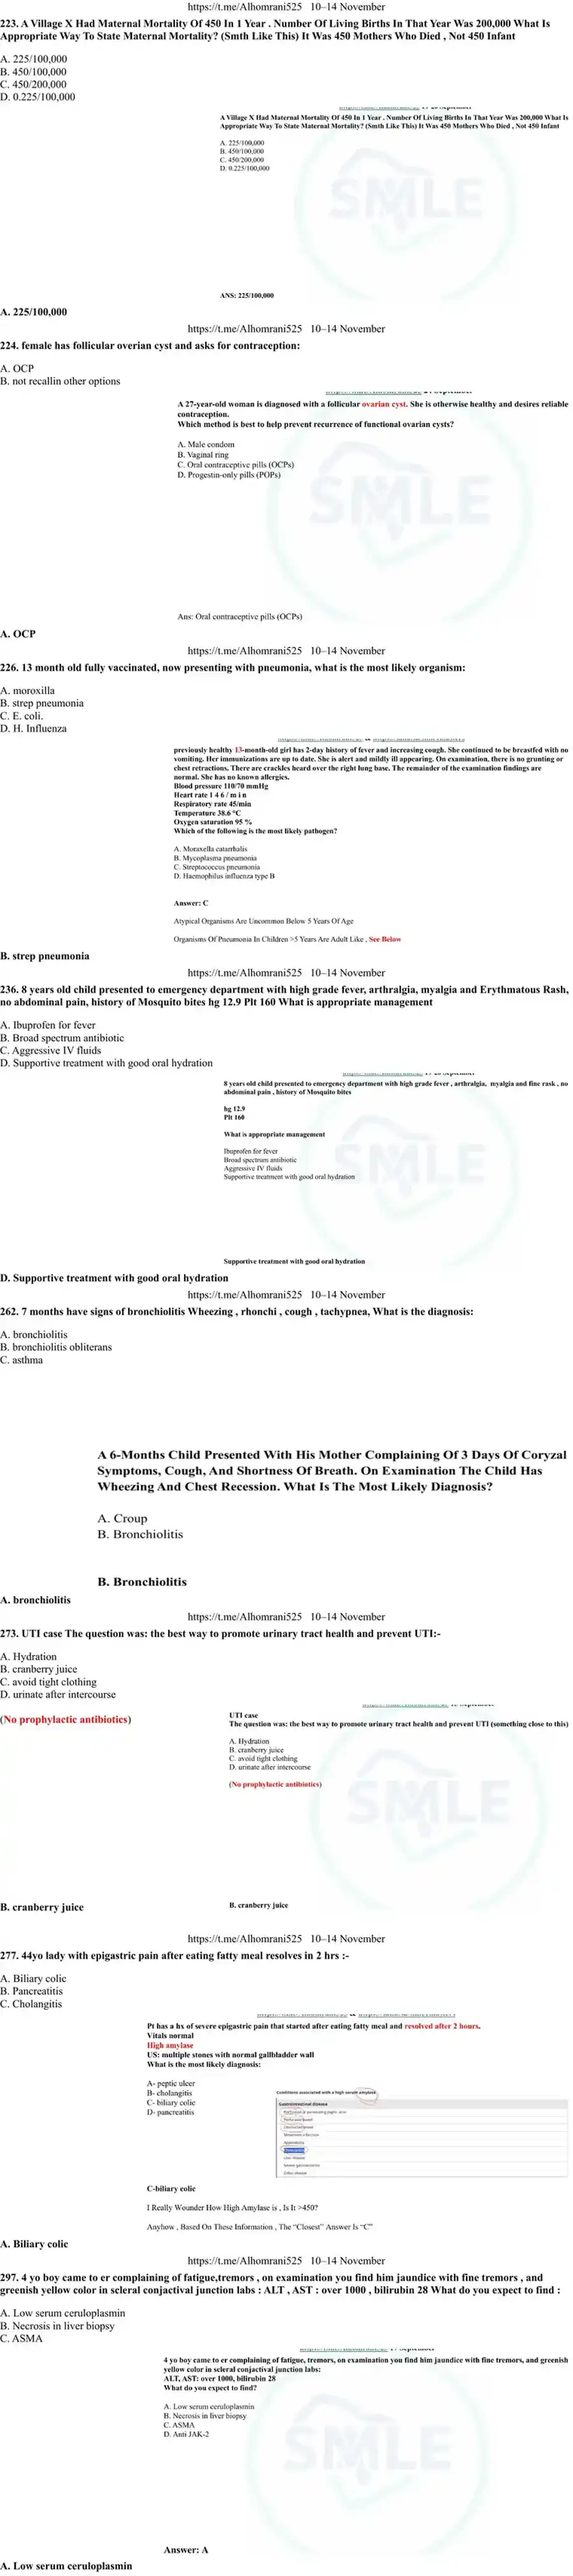 https://t.me/Alhomrani525 10–14 November
223. A Village X Had Maternal Mortality Of 450 In 1 Year . Number Of Living Births In That Year Was 200,000 What Is
Appropriate Way To State Maternal Mortality? (Smth Like This) It Was 450 Mothers Who Died , Not 450 Infant
A. 225/100,000
B. 450/100,000
C. 450/200,000
D. 0.225/100,000
A Village X Had Maternal Mortality Of 450 In 1 Year . Number Of Living Births In That Year Was 200,000 What Is
Appropriate Way To State Maternal Mortality? (Smth Like This) It Was 450 Mothers Who Died , Not 450 Infant
A. 225/100,000
B. 450/100,000
C. 450/200,000
D. 0.225/100,000
SMLE
ANS: 225/100,000
A. 225/100,000
https://t.me/Alhomrani525 10–14 November
224. female has follicular overian cyst and asks for contraception:
A. OCP
B. not recallin other options
A 27-year-old woman is diagnosed with a follicular ovarian cyst. She is otherwise healthy and desires reliable
contraception.
Which method is best to help prevent recurrence of functional ovarian cysts?
A. Male condom
B. Vaginal ring
C. Oral contraceptive pills (OCPs)
D. Progestin-only pills (POPs)
SMLE
Ans: Oral contraceptive pills (OCPs)
A. OCP
https://t.me/Alhomrani525 10–14 November
226. 13 month old fully vaccinated, now presenting with pneumonia, what is the most likely organism:
A. moroxilla
B. strep pneumonia
C. E. coli.
D. H. Influenza
previously healthy 13-month-old girl has 2-day history of fever and increasing cough. She continued to be breastfed with no
vomiting. Her immunizations are up to date. She is alert and mildly ill appearing. On examination, there is no grunting or
chest retractions. There are crackles heard over the right lung base. The remainder of the examination findings are
normal. She has no known allergies.
Blood pressure 110/70 mmHg
Heart rate 1 4 6 / m i n
Respiratory rate 45/min
Temperature 38.6 °C
Oxygen saturation 95 %
Which of the following is the most likely pathogen?
A. Moraxella catarrhalis
B. Mycoplasma pneumonia
C. Streptococcus pneumonia
D. Haemophilus influenza type B
Answer: C
Atypical Organisms Are Uncommon Below 5 Years Of Age
Organisms Of Pneumonia In Children >5 Years Are Adult Like , See Below
B. strep pneumonia
https://t.me/Alhomrani525 10–14 November
236. 8 years old child presented to emergency department with high grade fever, arthralgia, myalgia and Erythmatous Rash,
no abdominal pain, history of Mosquito bites hg 12.9 Plt 160 What is appropriate management
A. Ibuprofen for fever
B. Broad spectrum antibiotic
C. Aggressive IV fluids
D. Supportive treatment with good oral hydration
8 years old child presented to emergency department with high grade fever , arthralgia, myalgia and fine rask , no
abdominal pain , history of Mosquito bites
hg 12.9
Plt 160
What is appropriate management
Ibuprofen for fever
Broad spectrum antibiotic
Aggressive IV fluids
Supportive treatment with good oral hydration
SMLE
Supportive treatment with good oral hydration
D. Supportive treatment with good oral hydration
https://t.me/Alhomrani525 10–14 November
262. 7 months have signs of bronchiolitis Wheezing , rhonchi , cough , tachypnea, What is the diagnosis:
A. bronchiolitis
B. bronchiolitis obliterans
C. asthma
A 6-Months Child Presented With His Mother Complaining Of 3 Days Of Coryzal
Symptoms, Cough, And Shortness Of Breath. On Examination The Child Has
Wheezing And Chest Recession. What Is The Most Likely Diagnosis?
A. Croup
B. Bronchiolitis
B. Bronchiolitis
A. bronchiolitis
https://t.me/Alhomrani525 10–14 November
273. UTI case The question was: the best way to promote urinary tract health and prevent UTI:-
A. Hydration
B. cranberry juice
C. avoid tight clothing
D. urinate after intercourse
(No prophylactic antibiotics)
UTI case
The question was: the best way to promote urinary tract health and prevent UTI (something close to this)
A. Hydration
B. cranberry juice
C. avoid tight clothing
D. urinate after intercourse
(No prophylactic antibiotics)
SMLE
B. cranberry juice
B. cranberry juice
https://t.me/Alhomrani525 10–14 November
277. 44yo lady with epigastric pain after eating fatty meal resolves in 2 hrs :-
A. Biliary colic
B. Pancreatitis
C. Cholangitis
Pt has a hx of severe epigastric pain that started after eating fatty meal and resolved after 2 hours.
Vitals normal
High amylase
US: multiple stones with normal gallbladder wall
What is the most likely diagnosis:
A- peptic ulcer
B- cholangitis
C- biliary colic
D- pancreatitis
Conditions associated with a high serum amylase
Gastrointestinal disease
C-biliary colic
I Really Wounder How High Amylase is , Is It >450?
Anyhow , Based On These Information , The “Closest” Answer Is “C”
A. Biliary colic
https://t.me/Alhomrani525 10–14 November
297. 4 yo boy came to er complaining of fatigue,tremors , on examination you find him jaundice with fine tremors , and
greenish yellow color in scleral conjactival junction labs : ALT , AST : over 1000 , bilirubin 28 What do you expect to find :
A. Low serum ceruloplasmin
B. Necrosis in liver biopsy
C. ASMA
4 yo boy came to er complaining of fatigue, tremors, on examination you find him jaundice with fine tremors, and greenish
yellow color in scleral conjactival junction labs:
ALT, AST: over 1000, bilirubin 28
What do you expect to find?
A. Low serum ceruloplasmin
B. Necrosis in liver biopsy
C. ASMA
D. Anti JAK-2
SMLE
Answer: A
A. Low serum ceruloplasmin